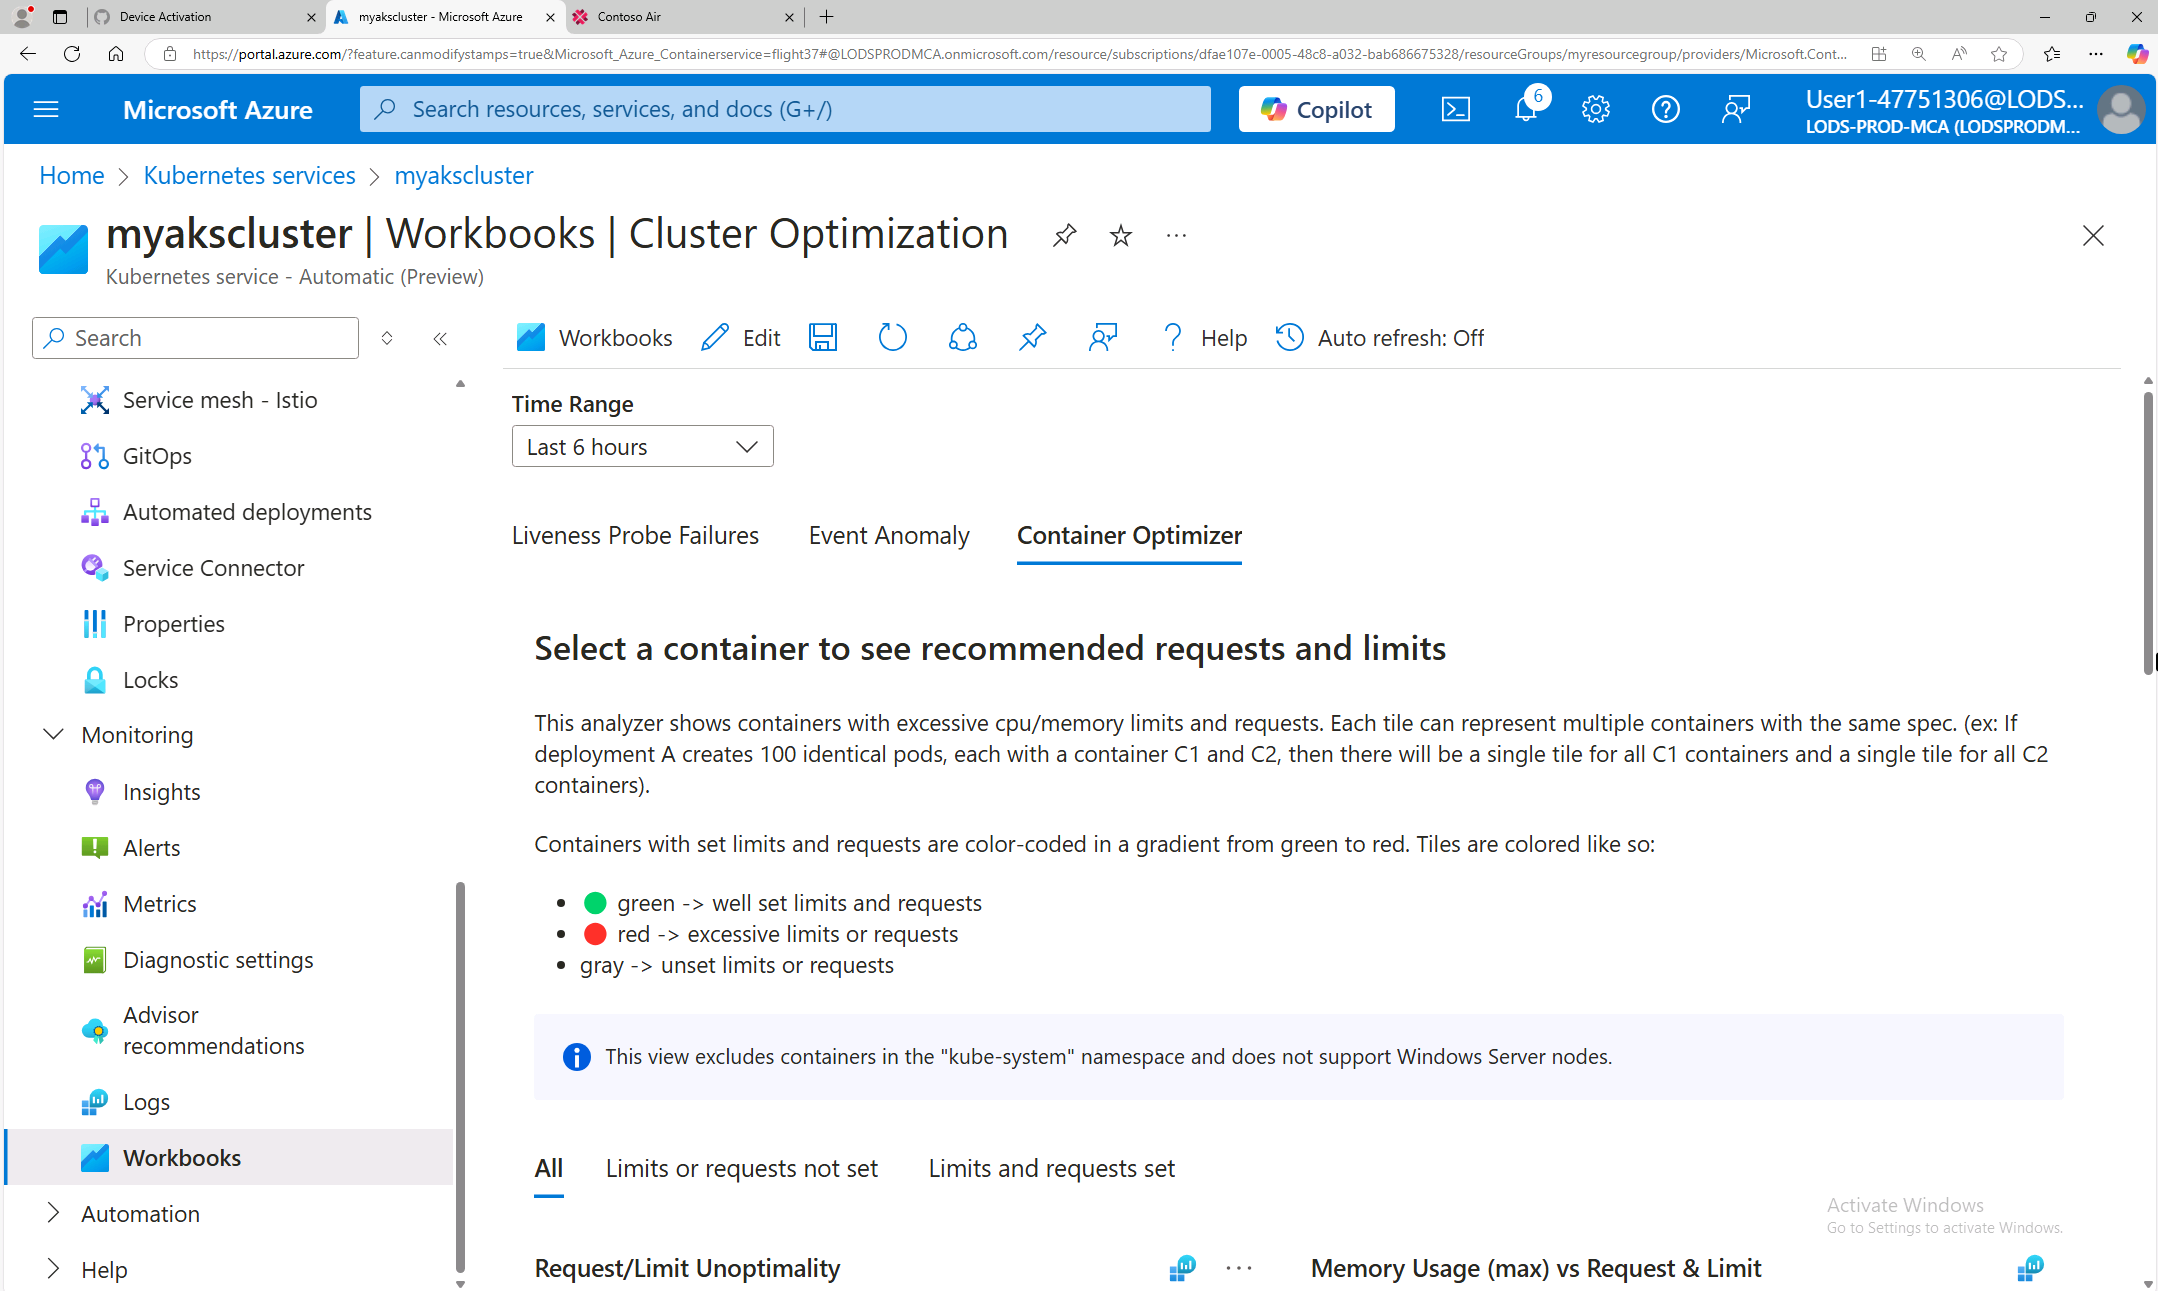 Device Activation
myakscluster - Microsoft Azure
Contoso Air
https://portal.azure.com/?feature.canmodifystamps=true&Microsoft_Azure_Containerservice=flight37#@LODSPRODMCA.onmicrosoft.com/resource/subscriptions/dfae107e-0005-48c8-a032-bab686675328/resourceGroups/myresourcegroup/providers/Microsoft.Cont...
Microsoft Azure
Search resources, services, and docs (G+/)
Copilot
6
User1-47751306@LODS...
LODS-PROD-MCA (LODSPRODM...
Home > Kubernetes services > myakscluster
myakscluster | Workbooks | Cluster Optimization
Kubernetes service - Automatic (Preview)
Search
Workbooks
Edit
Help
Auto refresh: Off
Service mesh - Istio
GitOps
Automated deployments
Service Connector
Properties
Locks
Monitoring
Insights
Alerts
Metrics
Diagnostic settings
Advisor
recommendations
Logs
Workbooks
Automation
Help
Time Range
Last 6 hours
Liveness Probe Failures
Event Anomaly
Container Optimizer
Select a container to see recommended requests and limits
This analyzer shows containers with excessive cpu/memory limits and requests. Each tile can represent multiple containers with the same spec. (ex: If
deployment A creates 100 identical pods, each with a container C1 and C2, then there will be a single tile for all C1 containers and a single tile for all C2
containers).
Containers with set limits and requests are color-coded in a gradient from green to red. Tiles are colored like so:
• green -> well set limits and requests
• red -> excessive limits or requests
• gray -> unset limits or requests
This view excludes containers in the "kube-system" namespace and does not support Windows Server nodes.
All
Limits or requests not set
Limits and requests set
Activate Windows
Go to Settings to activate Windows.
Request/Limit Unoptimality
Memory Usage (max) vs Request & Limit